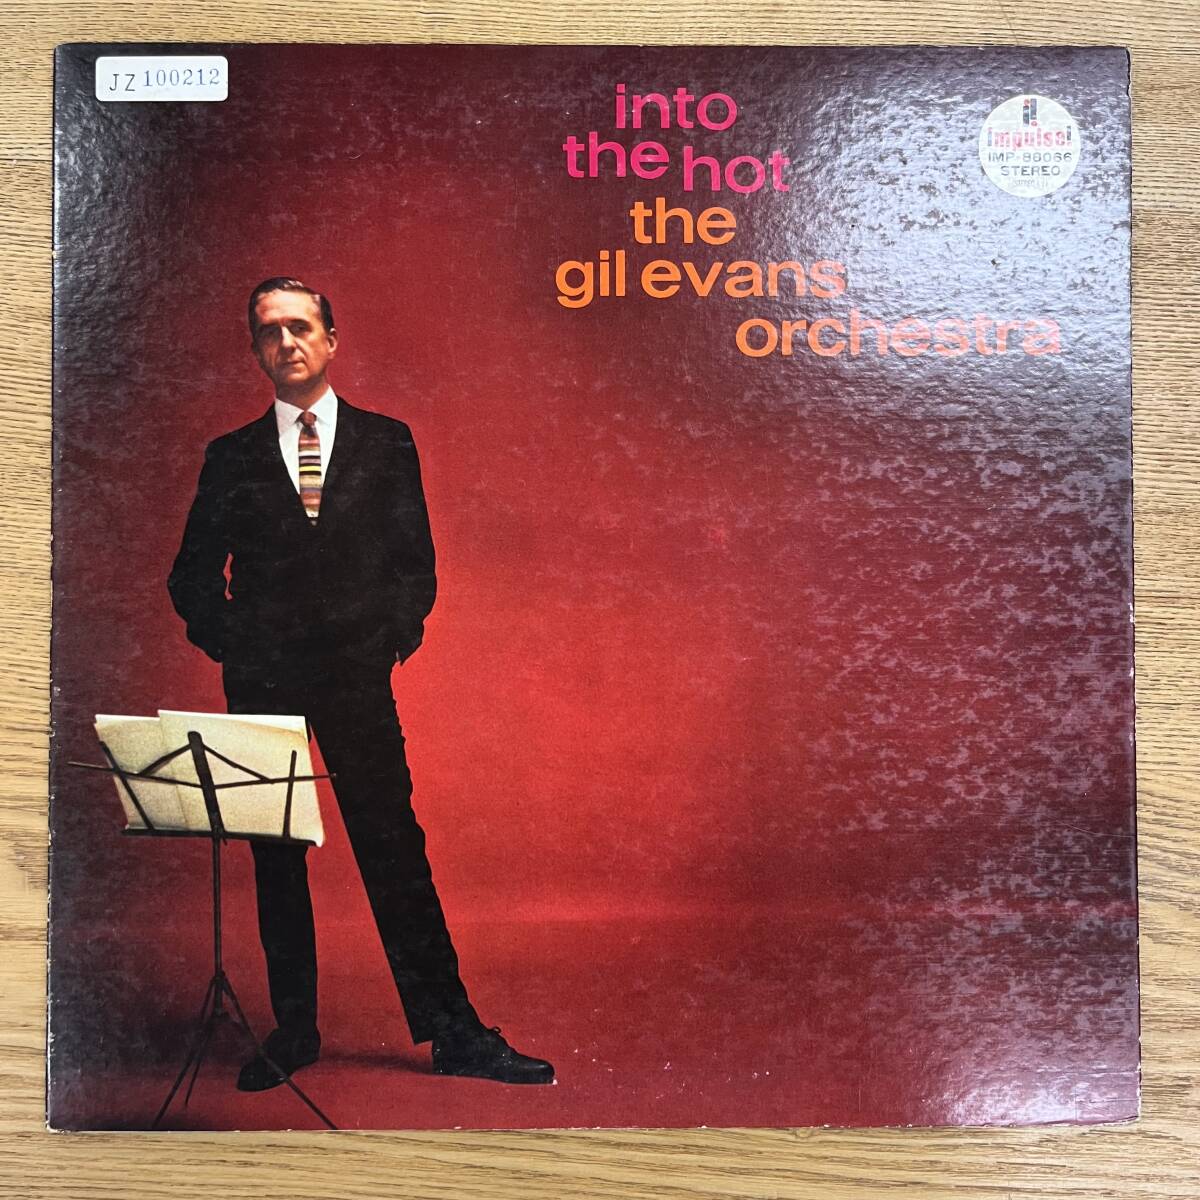 JZ 100212
into
the hot
the
gil evans
orchestra
impulse!
IMP-88066
STEREO